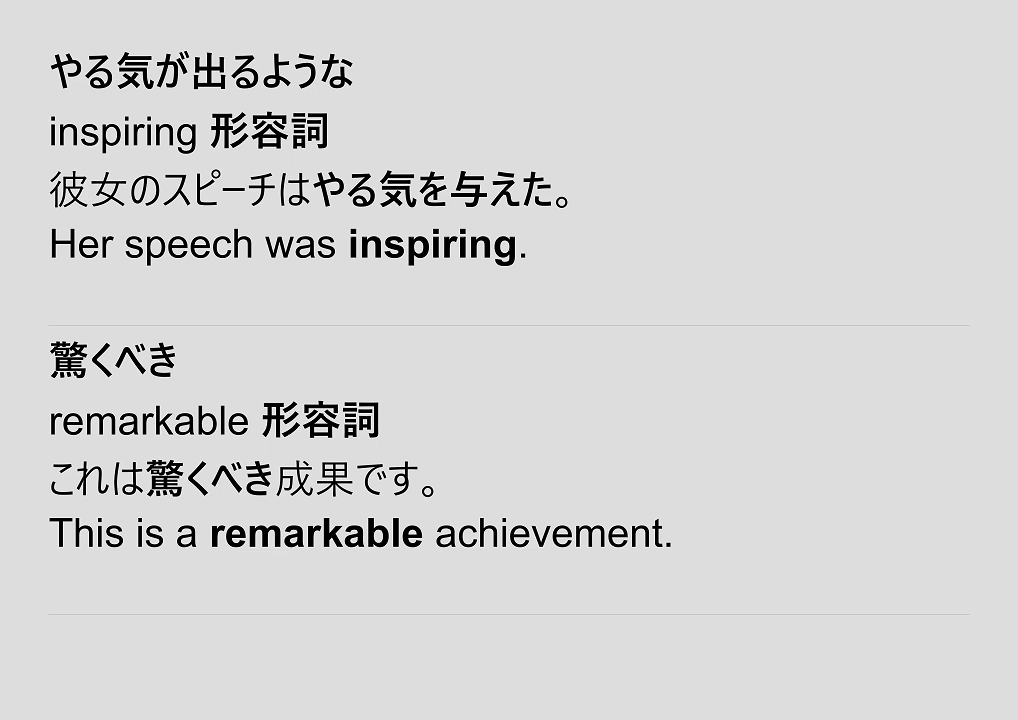 やる気が出るような
inspiring 形容詞
彼女のスピーチはやる気を与えた。
Her speech was inspiring.
驚くべき
remarkable 形容詞
これは驚くべき成果です。
This is a remarkable achievement.